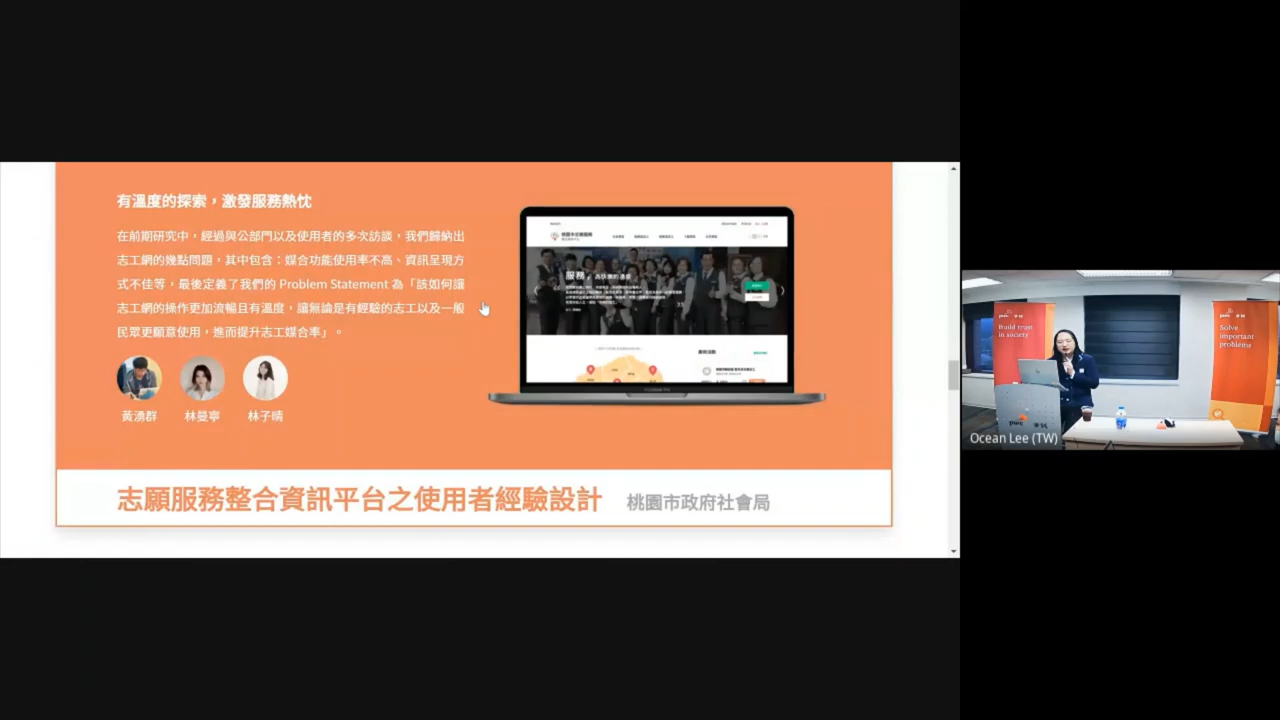 有溫度的探索，激發服務熱忱
在前期研究中，經過與公部門以及使用者的多次訪談，我們歸納出
志工網的幾點問題，其中包含：媒合功能使用率不高、資訊呈現方
式不佳等，最後定義了我們的 Problem Statement 為「該如何讓
志工網的操作更加流暢且有溫度，讓無論是有經驗的志工以及一般
民眾更願意使用，進而提升志工媒合率」。
黃湧群
林曼寧
林子晴
服務，
志願服務整合資訊平台之使用者經驗設計
桃園市政府社會局
pwc
Build trust
in society
pwc
Solve
important
problems
pwc 資誠
Ocean Lee (TW)